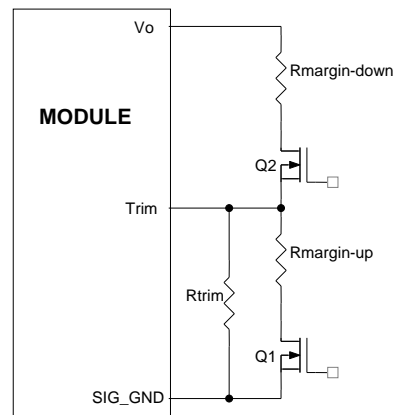 Vo
Rmargin-down
MODULE
Q2
Trim
Rmargin-up
Rtrim
Q1
SIG_GND